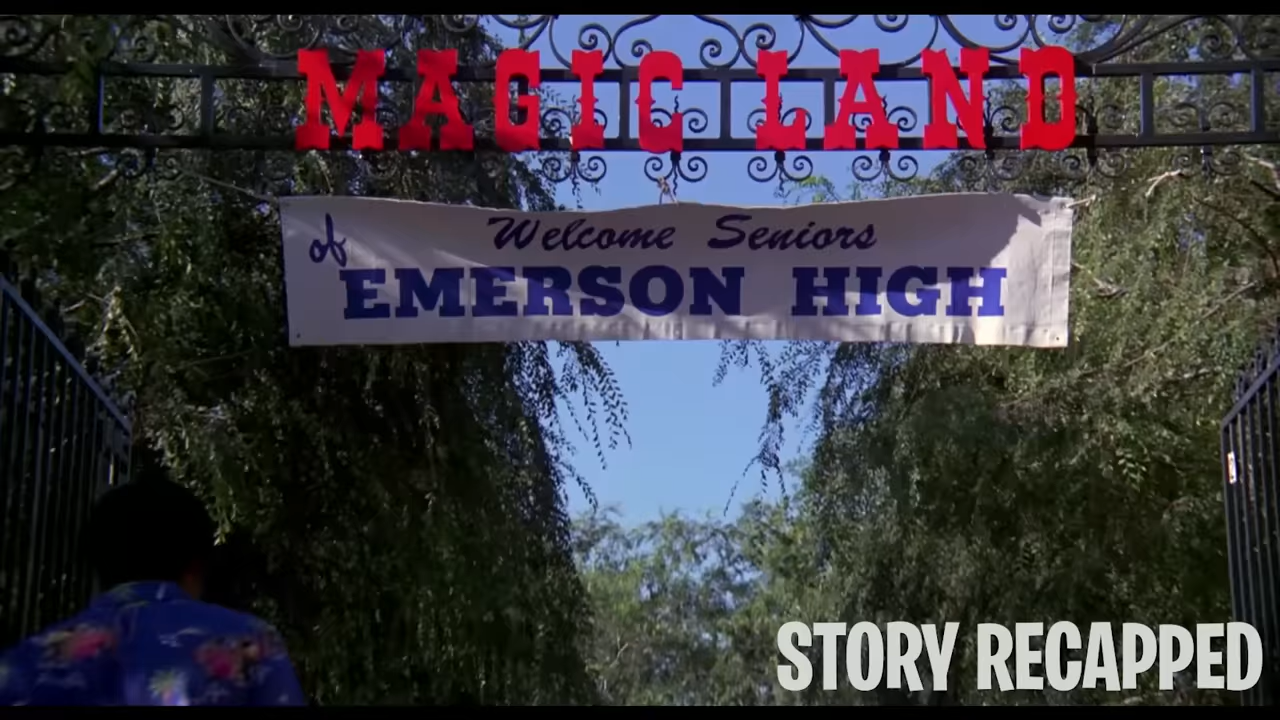 MAGIC LAND
Welcome Seniors
of EMERSON HIGH
STORY RECAPPED